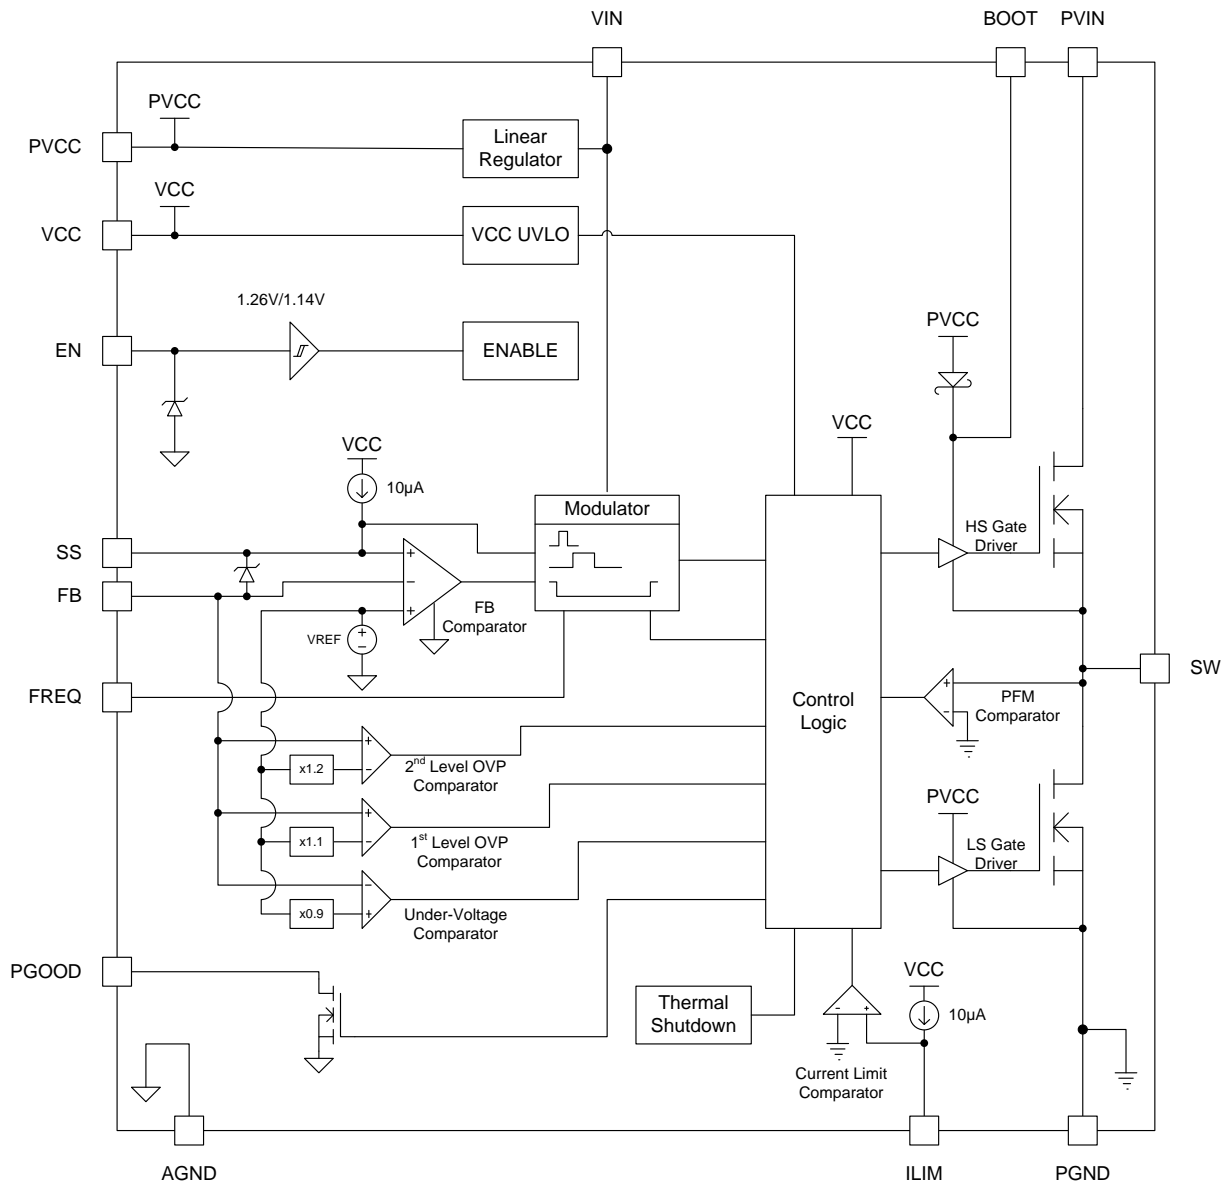 VIN
BOOT
PVIN
PVCC
PVCC
Linear
Regulator
VCC
VCC
VCC UVLO
1.26V/1.14V
EN
ENABLE
PVCC
VCC
VCC
10µA
Modulator
SS
FB
HS Gate
Driver
FB
Comparator
VREF
+
−
+
+
−
FREQ
Control
Logic
SW
PFM
Comparator
+
-
x1.2
+
-
2nd Level OVP
Comparator
PVCC
x1.1
+
-
1st Level OVP
Comparator
LS Gate
Driver
x0.9
-
+
Under-Voltage
Comparator
PGOOD
VCC
10µA
Thermal
Shutdown
-
+
Current Limit
Comparator
AGND
ILIM
PGND